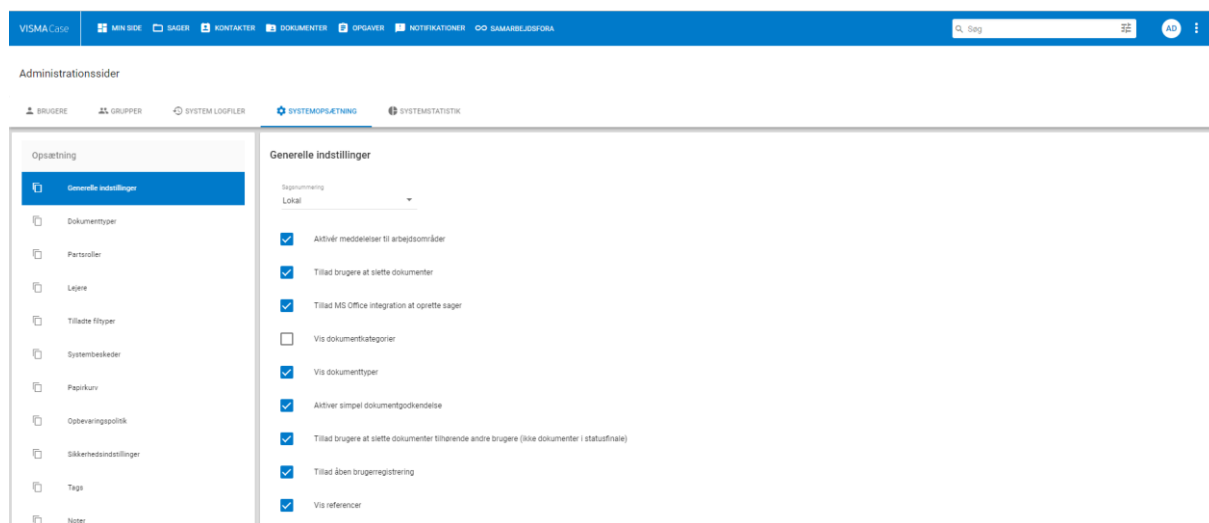 VISMA Case MIN SIDE SAGER KONTAKTER DOKUMENTER OPGAVER NOTIFIKATIONER SAMARBEJDSFORA Søg AD
Administrationssider
BRUGERE GRUPPER SYSTEM LOGFILER SYSTEMOPSÆTNING SYSTEMSTATISTIK
Opsætning
Generelle indstillinger
Dokumenttyper
Partsroller
Lejere
Tilladte filtyper
Systembeskeder
Papirkurv
Opbevaringspolitik
Sikkerhedsindstillinger
Tags
Noter
Generelle indstillinger
Sagsnummering
Lokal
Aktivér meddelelser til arbejdsområder
Tillad brugere at slette dokumenter
Tillad MS Office integration at oprette sager
Vis dokumentkategorier
Vis dokumenttyper
Aktiver simpel dokumentgodkendelse
Tillad brugere at slette dokumenter tilhørende andre brugere (ikke dokumenter i statusfinale)
Tillad åben brugerregistrering
Vis referencer